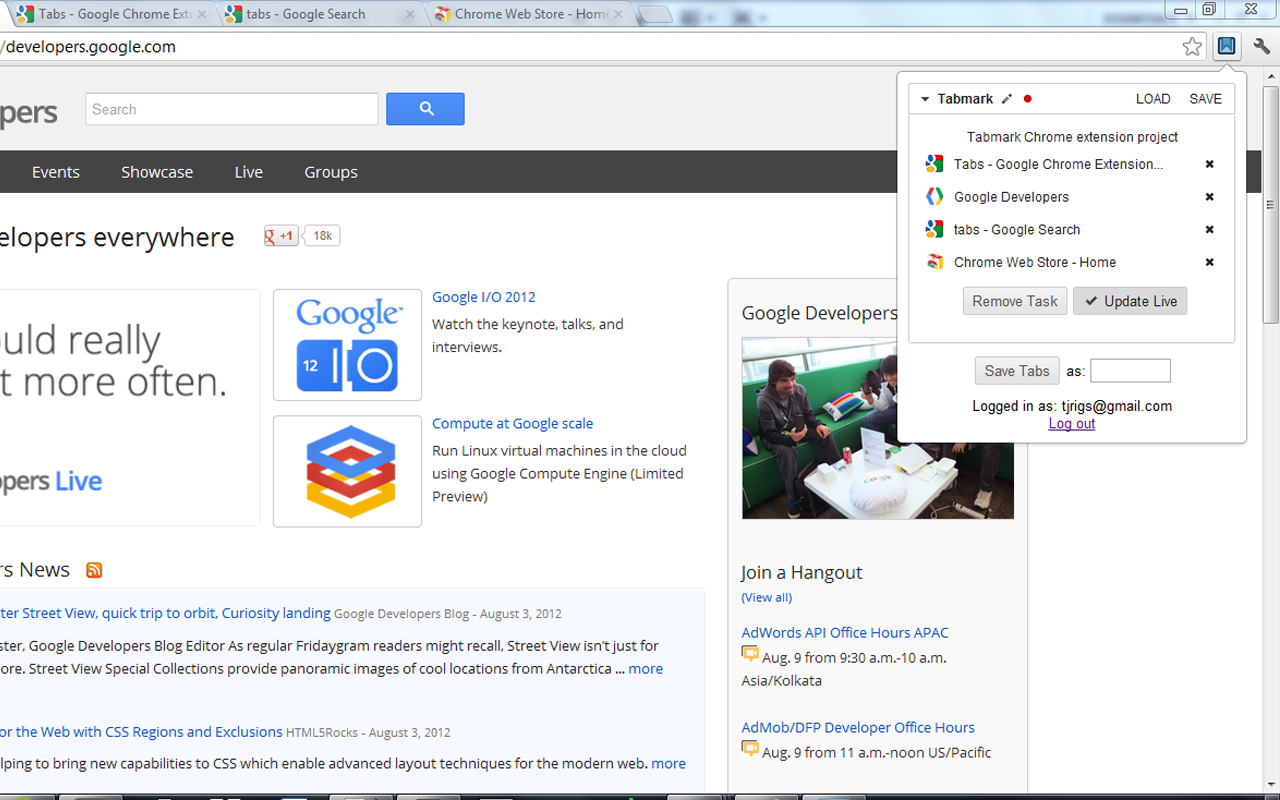 Tabs - Google Chrome Exte
tabs - Google Search
Chrome Web Store - Home
/developers.google.com
pers
Search
Events
Showcase
Live
Groups
elopers everywhere
+1
18k
uld really
t more often.
opers Live
Google
12
Google I/O 2012
Watch the keynote, talks, and
interviews.
Compute at Google scale
Run Linux virtual machines in the cloud
using Google Compute Engine (Limited
Preview)
Google Developers
Google
Join a Hangout
(View all)
AdWords API Office Hours APAC
Aug. 9 from 9:30 a.m.-10 a.m.
Asia/Kolkata
AdMob/DFP Developer Office Hours
Aug. 9 from 11 a.m.-noon US/Pacific
rs News
ter Street View, quick trip to orbit, Curiosity landing Google Developers Blog - August 3, 2012
ster, Google Developers Blog Editor As regular Fridaygram readers might recall, Street View isn't just for
ore. Street View Special Collections provide panoramic images of cool locations from Antarctica ... more
or the Web with CSS Regions and Exclusions HTML5Rocks - August 3, 2012
lping to bring new capabilities to CSS which enable advanced layout techniques for the modern web. more
Tabmark
LOAD
SAVE
Tabmark Chrome extension project
Tabs - Google Chrome Extension...
Google Developers
tabs - Google Search
Chrome Web Store - Home
Remove Task
Update Live
Save Tabs as:
Logged in as: tjrigs@gmail.com
Log out